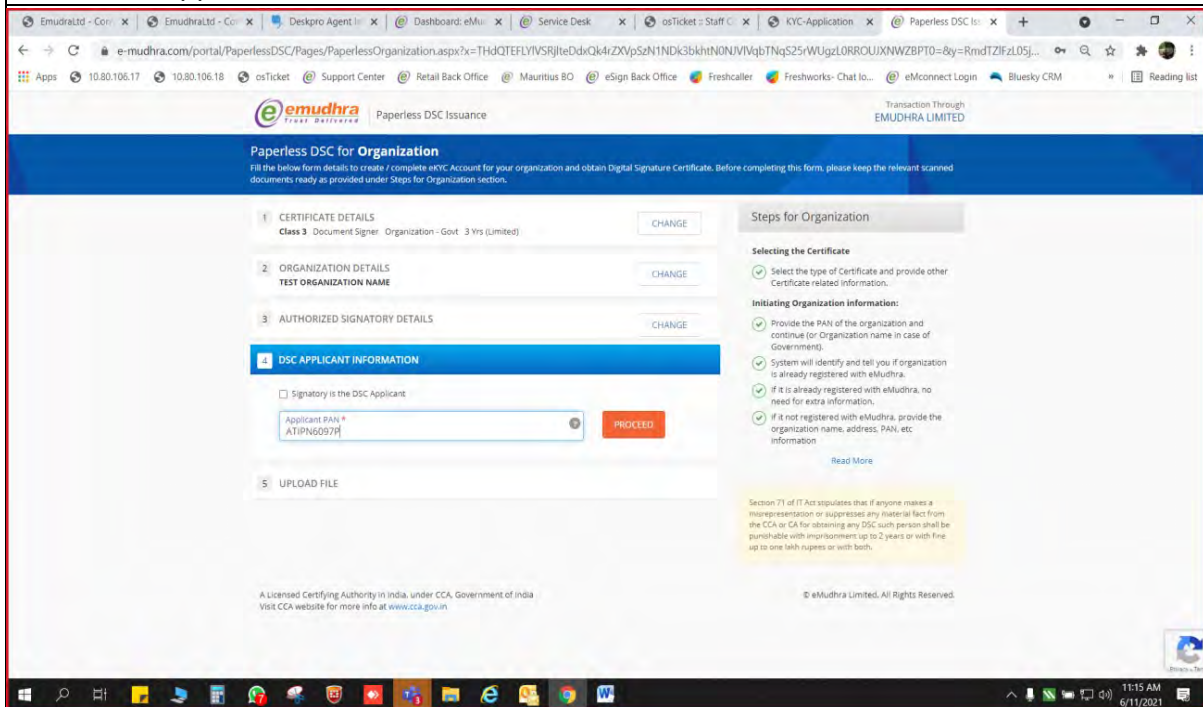 EmudraLtd - Con
EmudhraLtd - Co
Deskpro Agent In
Dashboard: eMu
Service Desk
osTicket :: Staff C
KYC-Application
Paperless DSC Iss
e-mudhra.com/portal/PaperlessDSC/Pages/PaperlessOrganization.aspx?x=
Apps 10.80.106.17 10.80.106.18 osTicket Support Center Retail Back Office Mauritius BO eSign Back Office Freshcaller Freshworks- Chat lo... eMconnect Login Bluesky CRM » Reading list
emudhra
Trust Delivered
Paperless DSC Issuance
Transaction Through
EMUDHRA LIMITED
Paperless DSC for Organization
Fill the below form details to create / complete eKYC Account for your organization and obtain Digital Signature Certificate. Before completing this form, please keep the relevant scanned
documents ready as provided under Steps for Organization section.
1 CERTIFICATE DETAILS
Class 3 Document Signer Organization - Govt 3 Yrs (Limited)
CHANGE
2 ORGANIZATION DETAILS
TEST ORGANIZATION NAME
CHANGE
3 AUTHORIZED SIGNATORY DETAILS
CHANGE
4 DSC APPLICANT INFORMATION
Signatory is the DSC Applicant
Applicant PAN *
ATIPN6097P
PROCEED
5 UPLOAD FILE
Steps for Organization
Selecting the Certificate
Select the type of Certificate and provide other
Certificate related information.
Initiating Organization information:
Provide the PAN of the organization and
continue (or Organization name in case of
Government).
System will identify and tell you if organization
is already registered with eMudhra.
If it is already registered with eMudhra, no
need for extra information.
If it not registered with eMudhra, provide the
organization name, address, PAN, etc
information
Read More
Section 71 of IT Act stipulates that if anyone makes a
misrepresentation or suppresses any material fact from
the CCA or CA for obtaining any DSC such person shall be
punishable with imprisonment up to 2 years or with fine
up to one lakh rupees or with both.
A Licensed Certifying Authority in India, under CCA, Government of India
Visit CCA website for more info at www.cca.gov.in
© eMudhra Limited, All Rights Reserved.
11:15 AM
6/11/2021